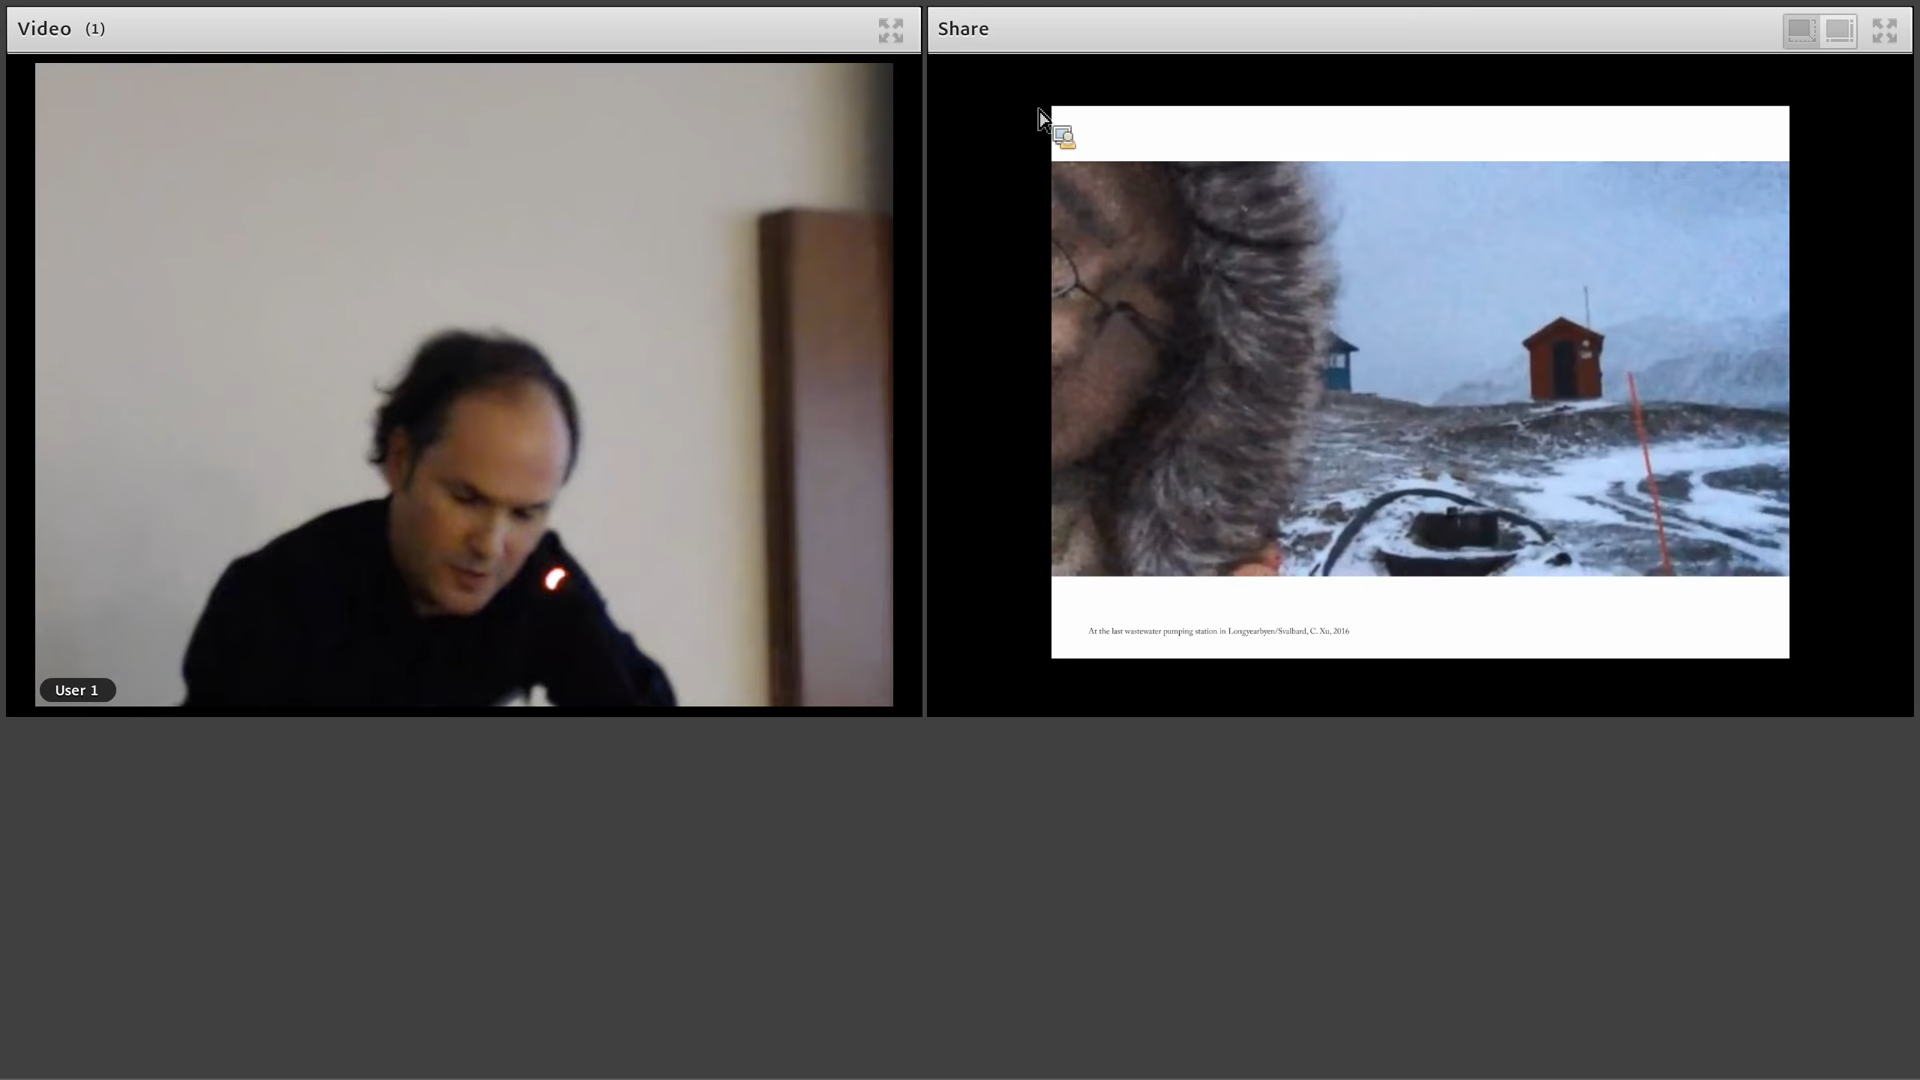 Video (1)
Share
User 1
At the last wastewater pumping station in Longyearbyen/Svalbard, C. Xu, 2016